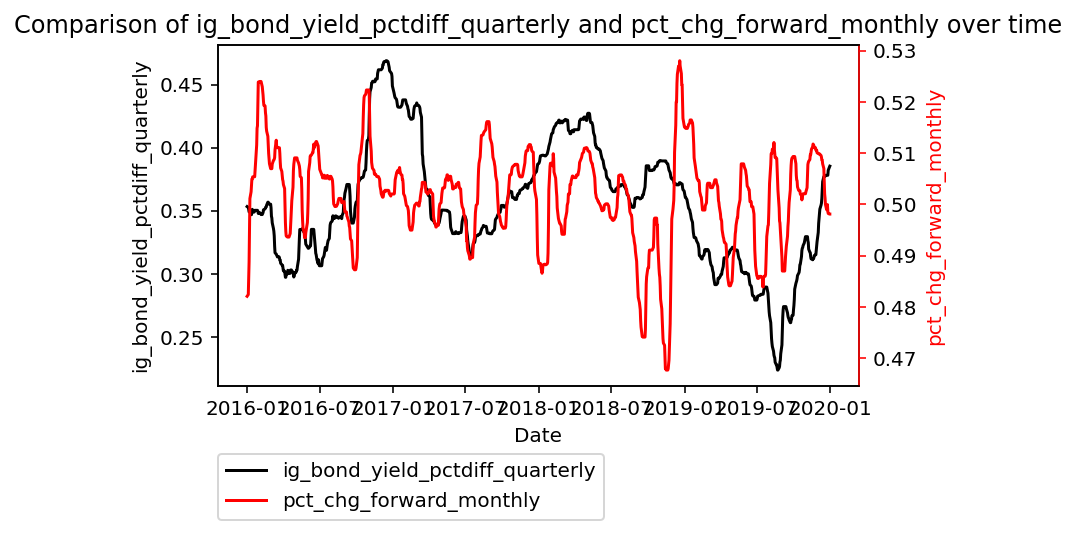 Comparison of ig_bond_yield_pctdiff_quarterly and pct_chg_forward_monthly over time
ig_bond_yield_pctdiff_quarterly
0.45
0.40
0.35
0.30
0.25
0.53
0.52
0.51
0.50
0.49
0.48
0.47
pct_chg_forward_monthly
2016-01 2016-07 2017-01 2017-07 2018-01 2018-07 2019-01 2019-07 2020-01
Date
ig_bond_yield_pctdiff_quarterly
pct_chg_forward_monthly